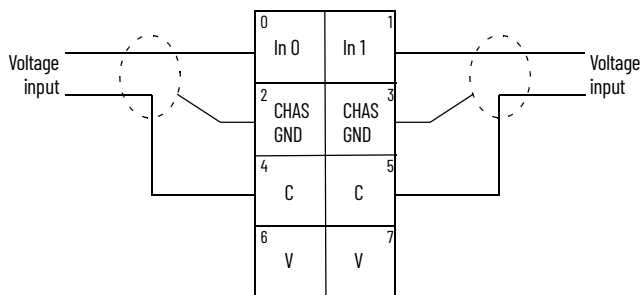 0 1
In 0 In 1
Voltage
input
Voltage
input
2 3
CHAS
GND
CHAS
GND
4 5
C C
6 7
V V